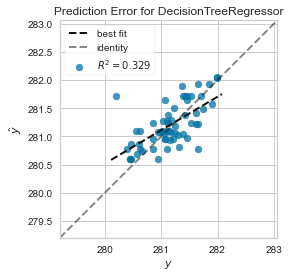 Prediction Error for DecisionTreeRegressor
best fit
identity
R² = 0.329
283.0
282.5
282.0
281.5
281.0
280.5
280.0
279.5
ŷ
280
281
282
283
y